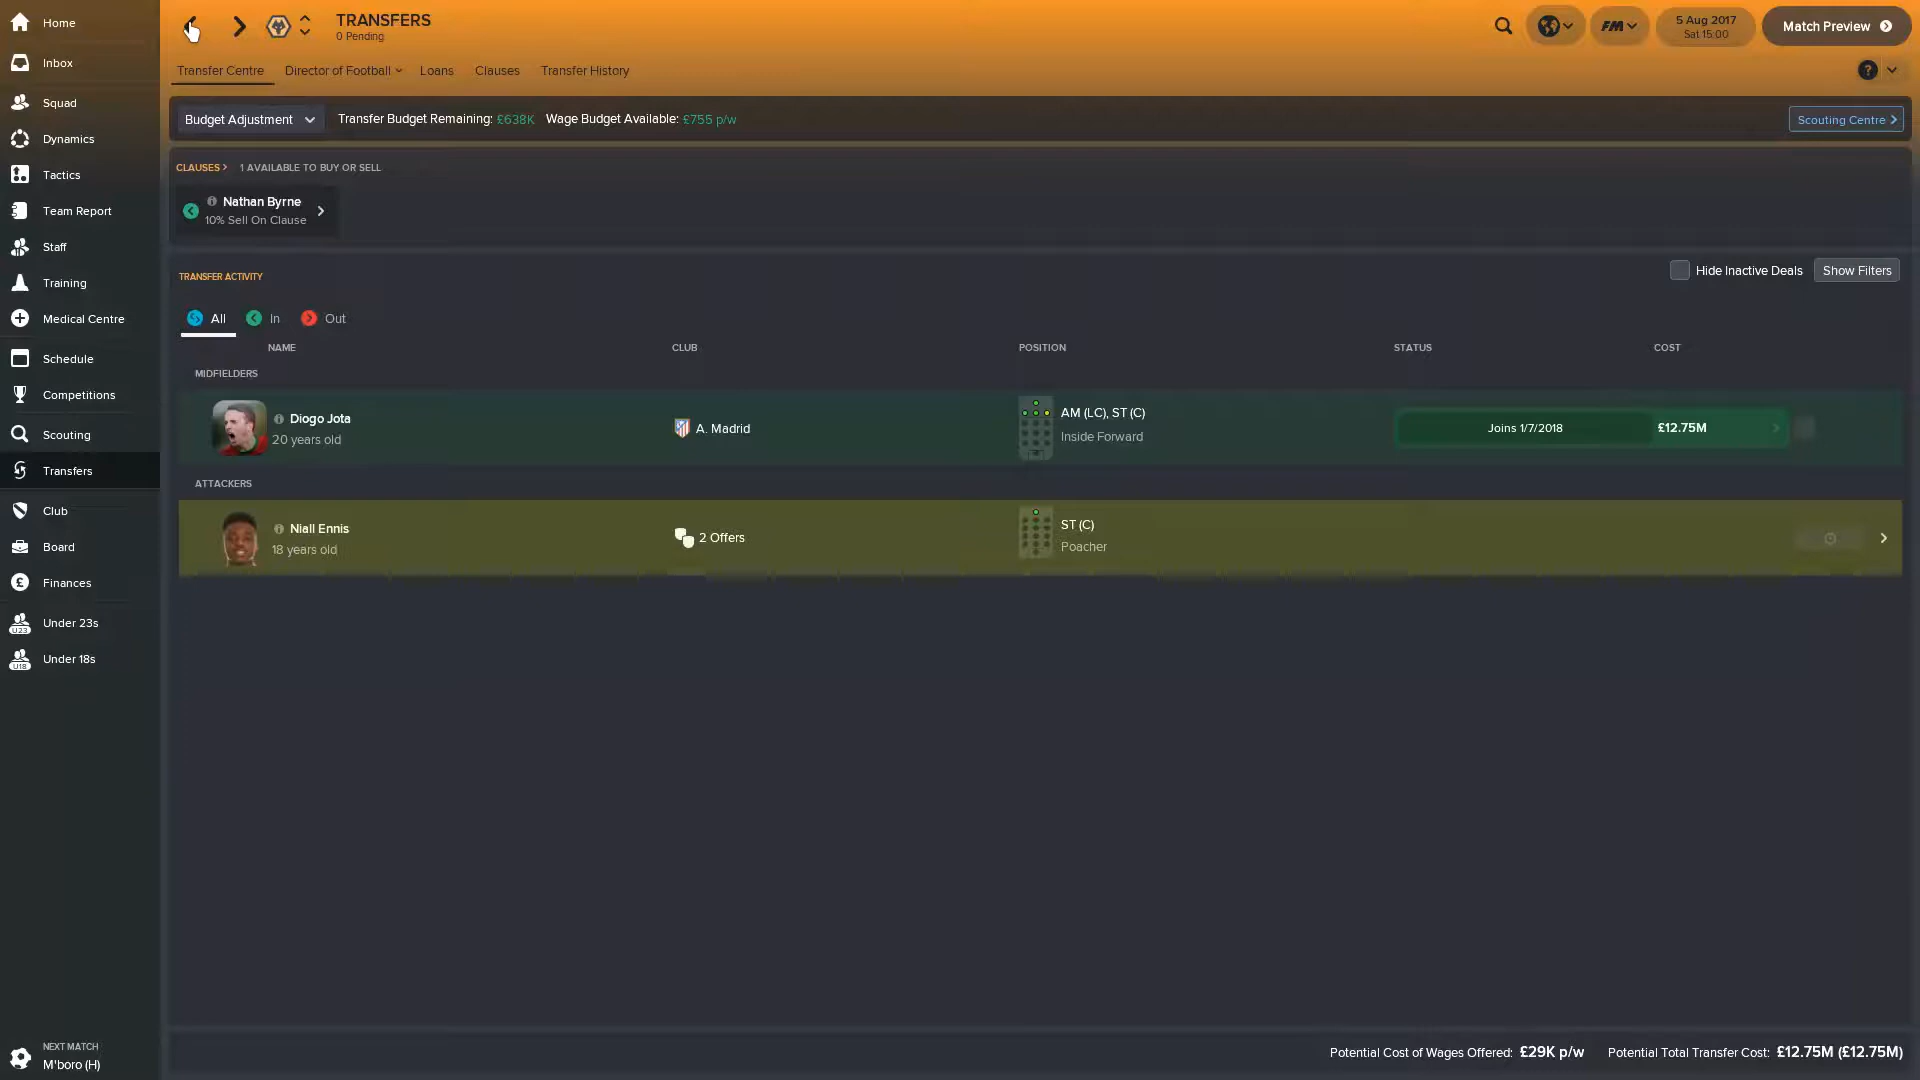 Home
Inbox
Squad
Dynamics
Tactics
Team Report
Staff
Training
Medical Centre
Schedule
Competitions
Scouting
Transfers
Club
Board
Finances
U23
Under 23s
U18
Under 18s
NEXT MATCH
M'boro (H)
TRANSFERS
0 Pending
FM
5 Aug 2017
Sat 15:00
Match Preview
Transfer Centre
Director of Football
Loans
Clauses
Transfer History
?
Budget Adjustment
Transfer Budget Remaining: £638K
Wage Budget Available: £755 p/w
Scouting Centre
CLAUSES
1 AVAILABLE TO BUY OR SELL
Nathan Byrne
10% Sell On Clause
TRANSFER ACTIVITY
Hide Inactive Deals
Show Filters
All
In
Out
NAME
CLUB
POSITION
STATUS
COST
MIDFIELDERS
Diogo Jota
20 years old
A. Madrid
AM (LC), ST (C)
Inside Forward
Joins 1/7/2018
£12.75M
ATTACKERS
Niall Ennis
18 years old
2 Offers
ST (C)
Poacher
Potential Cost of Wages Offered: £29K p/w
Potential Total Transfer Cost: £12.75M (£12.75M)